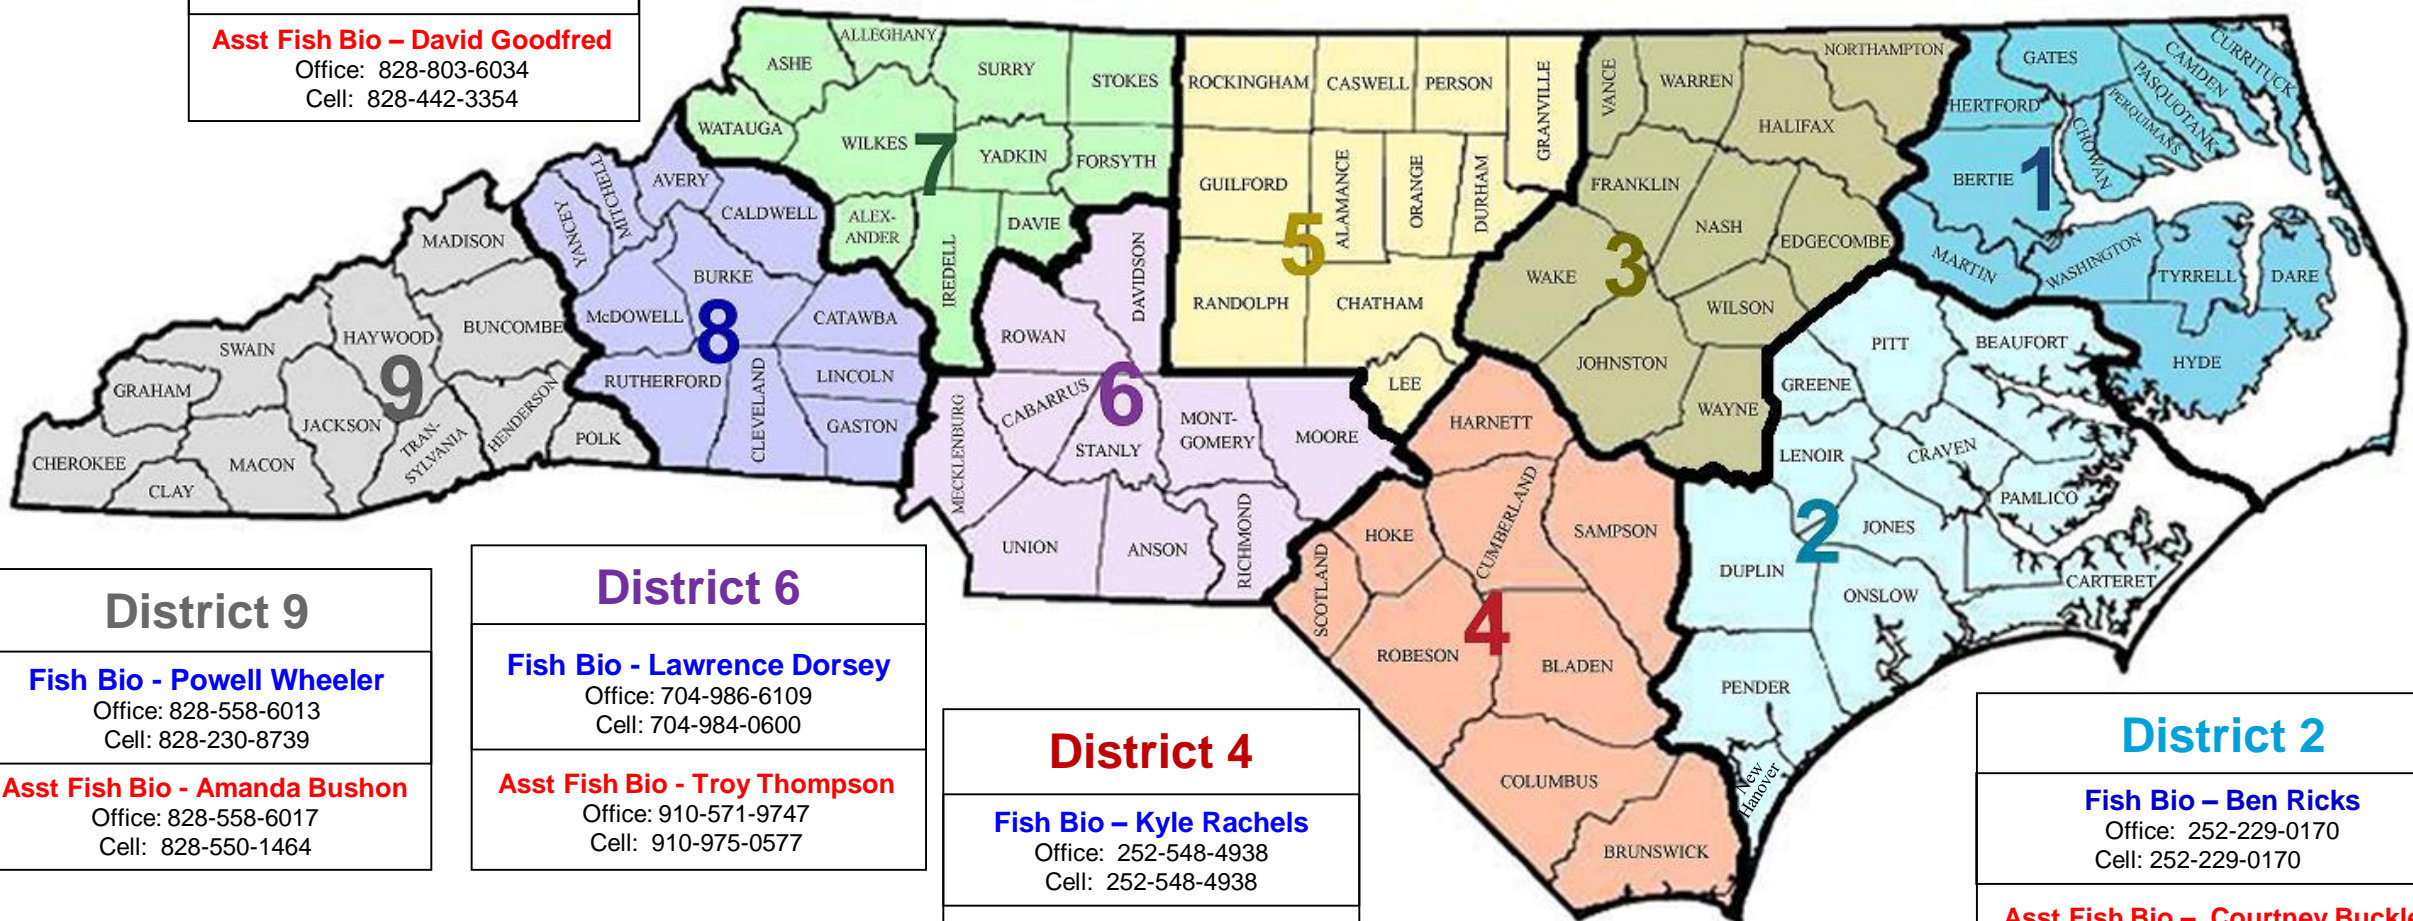 Asst Fish Bio – David Goodfred
Office: 828-803-6034
Cell: 828-442-3354
ASHE
ALLEGHANY
SURRY
STOKES
WATAUGA
WILKES
YADKIN
FORSYTH
7
ALEX-
ANDER
IREDELL
DAVIE
ROCKINGHAM
CASWELL
PERSON
GRANVILLE
GUILFORD
ALAMANCE
ORANGE
DURHAM
5
RANDOLPH
CHATHAM
LEE
VANCE
WARREN
NORTHAMPTON
HALIFAX
FRANKLIN
NASH
EDGECOMBE
WAKE
3
WILSON
JOHNSTON
WAYNE
GATES
CAMDEN
CURRITUCK
PASQUOTANK
PERQUIMANS
HERTFORD
CHOWAN
BERTIE
1
MARTIN
WASHINGTON
TYRRELL
DARE
HYDE
MITCHELL
AVERY
YANCEY
CALDWELL
BURKE
McDOWELL
8
CATAWBA
RUTHERFORD
CLEVELAND
LINCOLN
GASTON
MADISON
HAYWOOD
BUNCOMBE
SWAIN
GRAHAM
9
JACKSON
TRAN-
SYLVANIA
HENDERSON
POLK
CHEROKEE
MACON
CLAY
DAVIDSON
ROWAN
MECKLENBURG
CABARRUS
6
STANLY
MONT-
GOMERY
MOORE
UNION
ANSON
RICHMOND
HARNETT
HOKE
CUMBERLAND
SAMPSON
SCOTLAND
4
ROBESON
BLADEN
COLUMBUS
BRUNSWICK
PITT
BEAUFORT
GREENE
LENOIR
CRAVEN
PAMLICO
2
JONES
DUPLIN
ONSLOW
CARTERET
PENDER
New
Hanover
District 9
Fish Bio - Powell Wheeler
Office: 828-558-6013
Cell: 828-230-8739
Asst Fish Bio - Amanda Bushon
Office: 828-558-6017
Cell: 828-550-1464
District 6
Fish Bio - Lawrence Dorsey
Office: 704-986-6109
Cell: 704-984-0600
Asst Fish Bio - Troy Thompson
Office: 910-571-9747
Cell: 910-975-0577
District 4
Fish Bio – Kyle Rachels
Office: 252-548-4938
Cell: 252-548-4938
District 2
Fish Bio – Ben Ricks
Office: 252-229-0170
Cell: 252-229-0170
Asst Fish Bio – Courtney Buckle